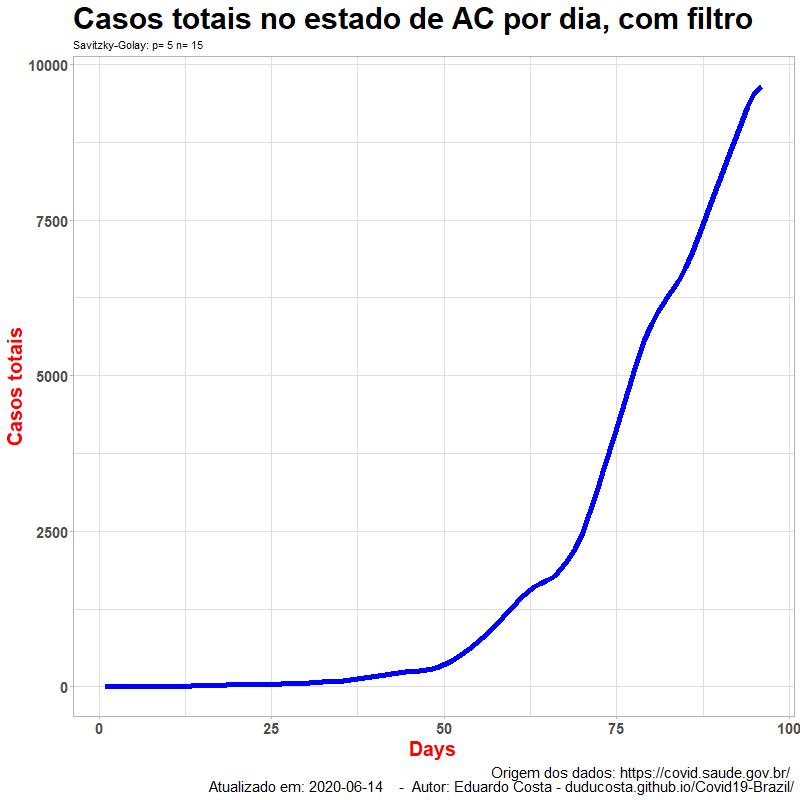 Casos totais no estado de AC por dia, com filtro
Savitzky-Golay: p= 5 n= 15
10000
7500
5000
2500
0
Casos totais
0 25 50 75 100
Days
Origem dos dados: https://covid.saude.gov.br/
Atualizado em: 2020-06-14 - Autor: Eduardo Costa - duducosta.github.io/Covid19-Brazil/